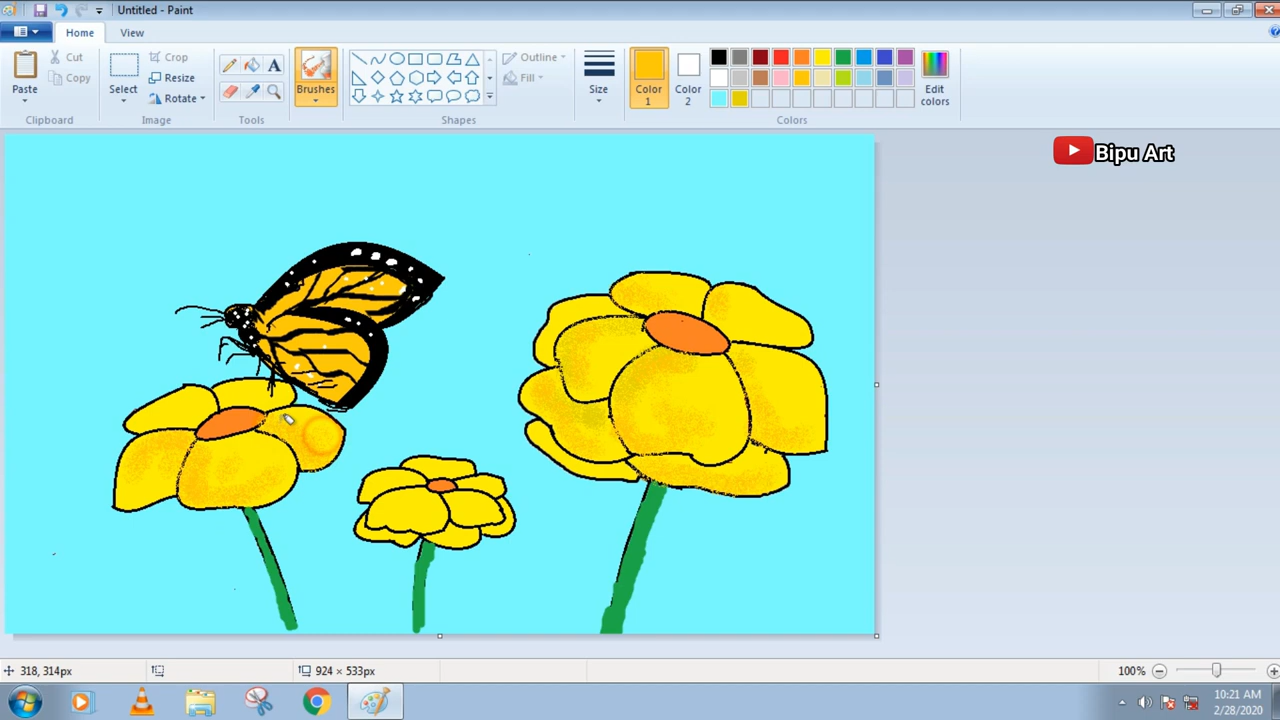 Untitled - Paint
Home
View
Paste
Cut
Copy
Clipboard
Select
Crop
Resize
Rotate
Image
A
Tools
Brushes
Outline
Fill
Shapes
Size
Color
1
Color
2
Edit
colors
Colors
Bipu Art
318, 314px
924 × 533px
100%
10:21 AM
2/28/2020